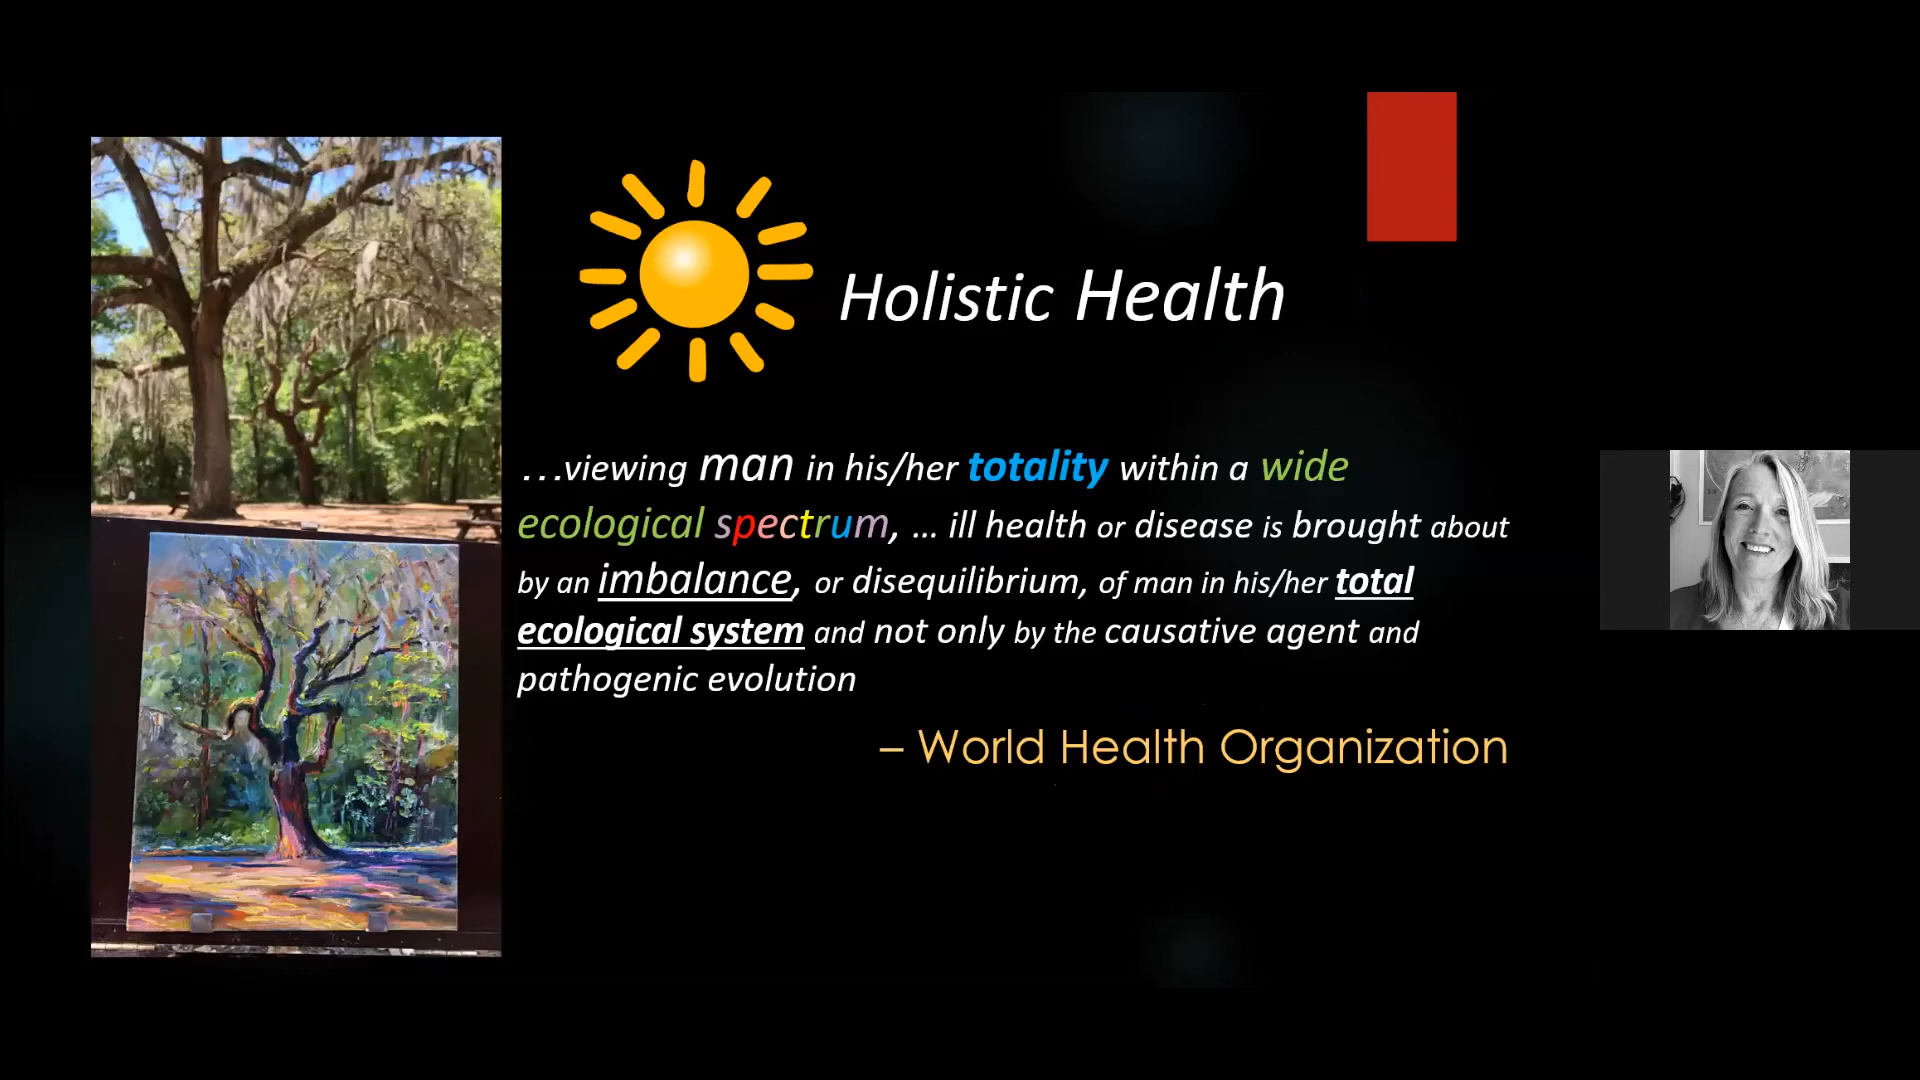 Holistic Health
...viewing man in his/her totality within a wide
ecological spectrum, ... ill health or disease is brought about
by an imbalance, or disequilibrium, of man in his/her total
ecological system and not only by the causative agent and
pathogenic evolution
– World Health Organization